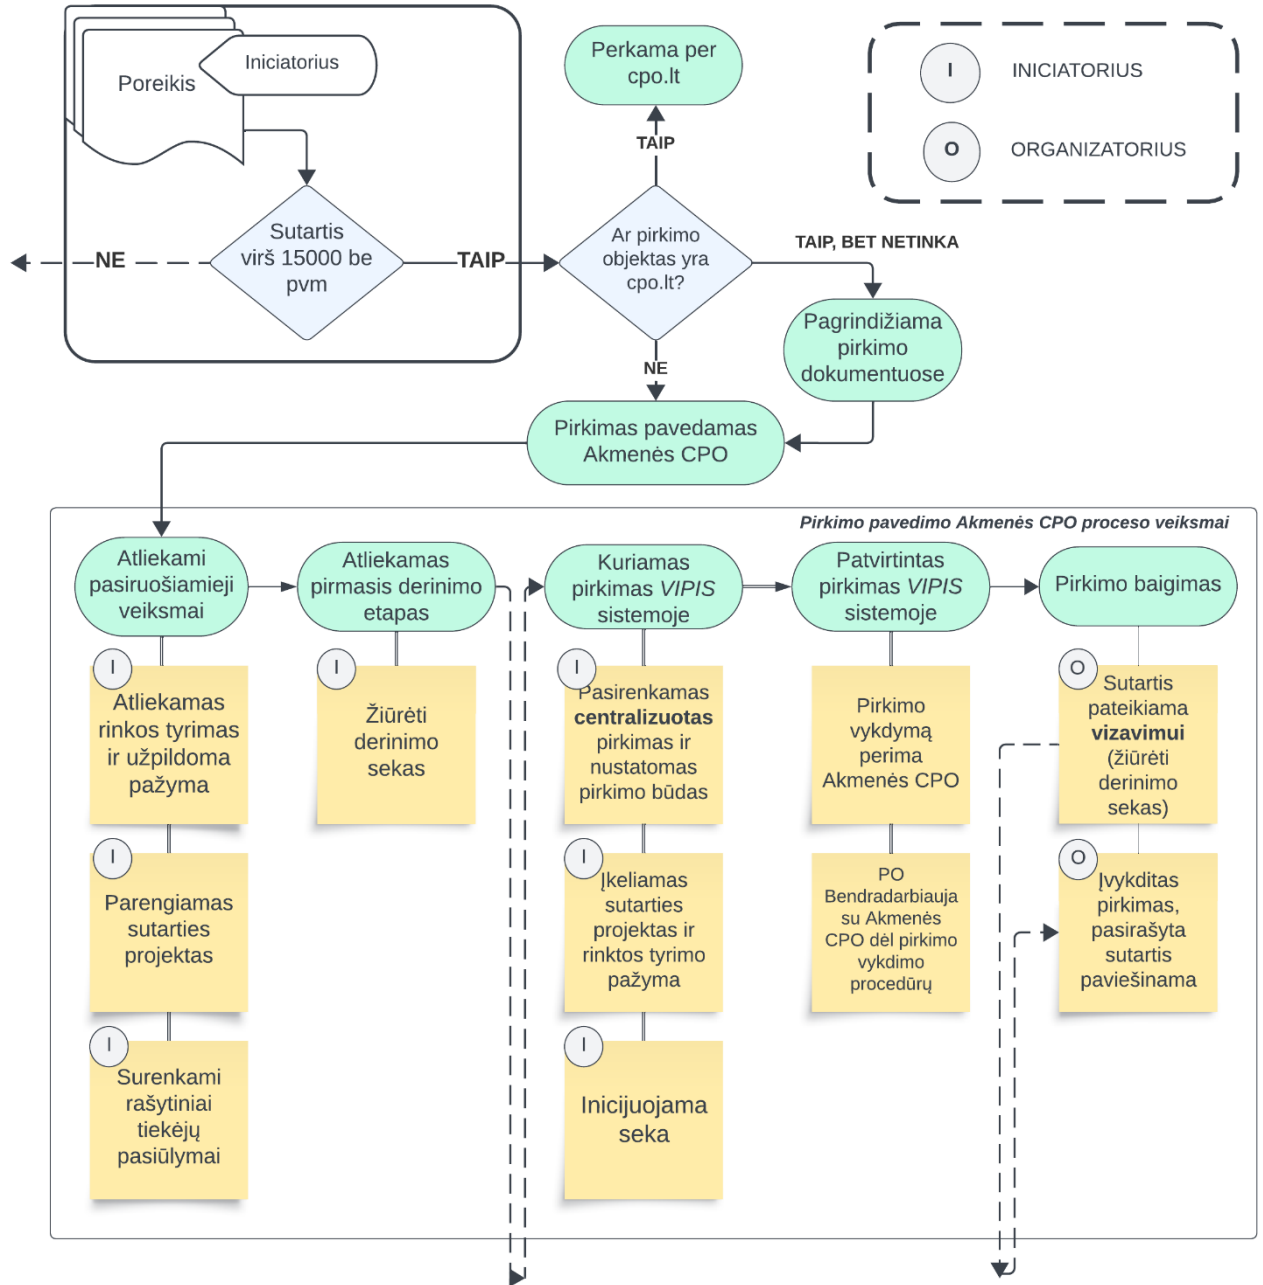 Poreikis
Iniciatorius
Perkama per
cpo.lt
I
INICIATORIUS
O
ORGANIZATORIUS
TAIP
Sutartis
virš 15000 be
pvm
NE
TAIP
Ar pirkimo
objektas yra
cpo.lt?
TAIP, BET NETINKA
Pagrindižiama
pirkimo
dokumentuose
NE
Pirkimas pavedamas
Akmenės CPO
Pirkimo pavedimo Akmenės CPO proceso veiksmai
Atliekami
pasiruošiamieji
veiksmai
Atliekamas
pirmasis derinimo
etapas
Kuriamas
pirkimas VIPIS
sistemoje
Patvirtintas
pirkimas VIPIS
sistemoje
Pirkimo baigimas
I
Atliekamas
rinkos tyrimas
ir užpildoma
pažyma
I
Parengiamas
sutarties
projektas
I
Surenkami
rašytiniai
tiekėjų
pasiūlymai
I
Žiūrėti
derinimo
sekas
I
Pasirenkamas
centralizuotas
pirkimas ir
nustatomas
pirkimo būdas
I
Įkeliamas
sutarties
projektas ir
rinktos tyrimo
pažyma
I
Inicijuojama
seka
Pirkimo
vykdymą
perima
Akmenės CPO
PO
Bendradarbiauja
su Akmenės
CPO dėl pirkimo
vykdimo
procedūrų
O
Sutartis
pateikiama
vizavimui
(žiūrėti
derinimo
sekas)
O
Įvykditas
pirkimas,
pasirašyta
sutartis
paviešinama